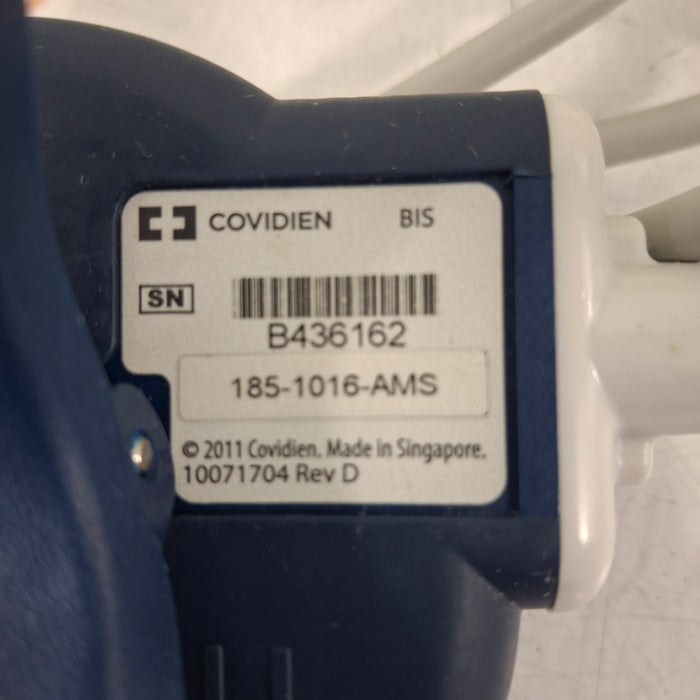 COVIDIEN BIS
SN
B436162
185-1016-AMS
© 2011 Covidien. Made in Singapore.
10071704 Rev D